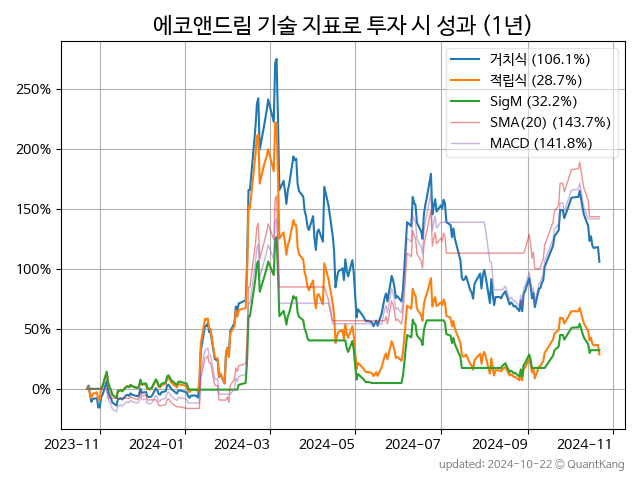 에코앤드림 기술 지표로 투자 시 성과 (1년)
거치식 (106.1%)
적립식 (28.7%)
SigM (32.2%)
SMA(20) (143.7%)
MACD (141.8%)
250%
200%
150%
100%
50%
0%
2023-11 2024-01 2024-03 2024-05 2024-07 2024-09 2024-11
updated: 2024-10-22 © QuantKang